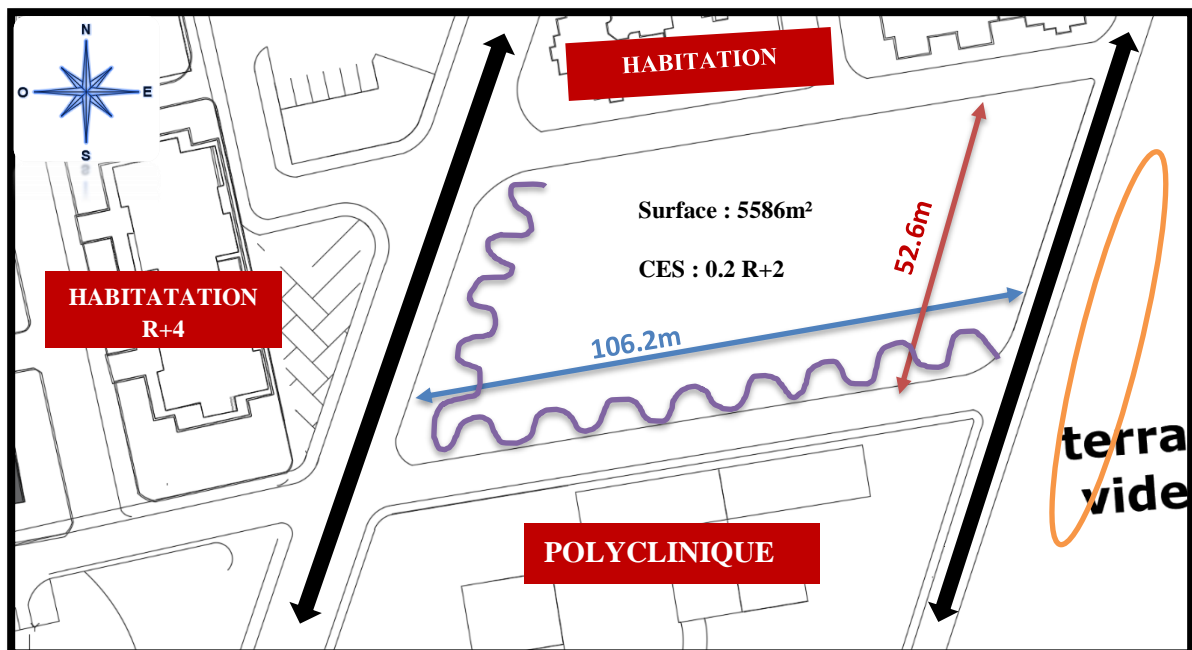 N
O
E
S
HABITATION
Surface : 5586m²
CES : 0.2 R+2
52.6m
106.2m
HABITATATION
R+4
terra
vide
POLYCLINIQUE